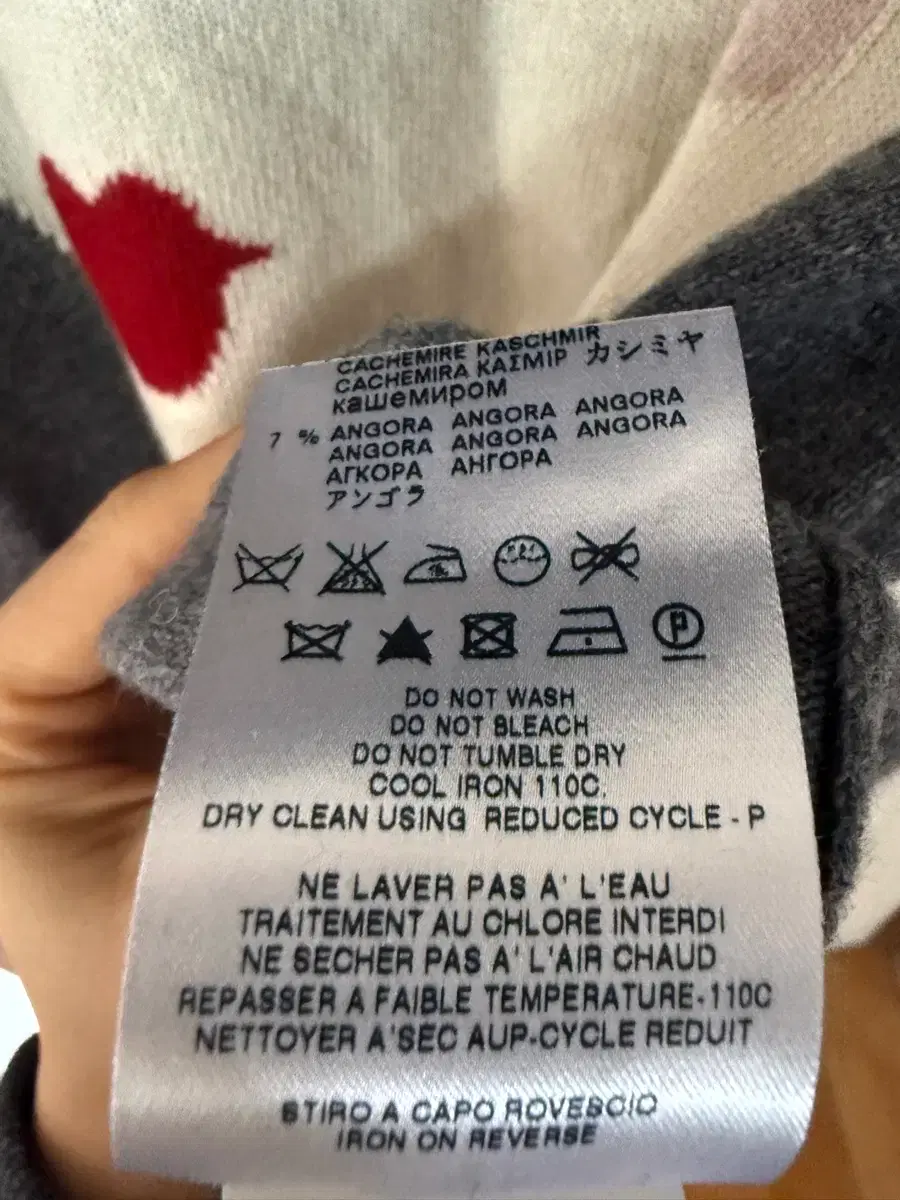 CACHEMIRE KASCHMIR
CACHEMIRA ΚΑΣΜΙΡ カシミヤ
кашемиром
7 % ANGORA ANGORA ANGORA
ANGORA ANGORA ANGORA
ΑΓΚΟΡΑ АНГОРА
アンゴラ
P
DO NOT WASH
DO NOT BLEACH
DO NOT TUMBLE DRY
COOL IRON 110C.
DRY CLEAN USING REDUCED CYCLE - P
NE LAVER PAS A' L'EAU
TRAITEMENT AU CHLORE INTERDI
NE SECHER PAS A' L'AIR CHAUD
REPASSER A FAIBLE TEMPERATURE-110C
NETTOYER A'SEC AUP-CYCLE REDUIT
STIRO A CAPO ROVESCIO
IRON ON REVERSE